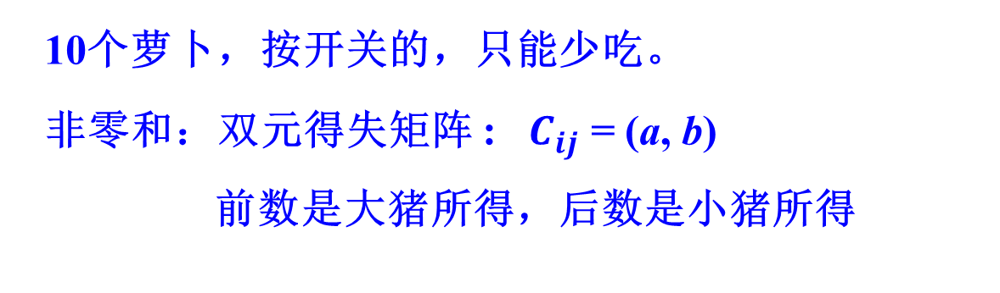 10个萝卜，按开关的，只能少吃。
非零和：双元得失矩阵： C_ij = (a, b)
前数是大猪所得，后数是小猪所得